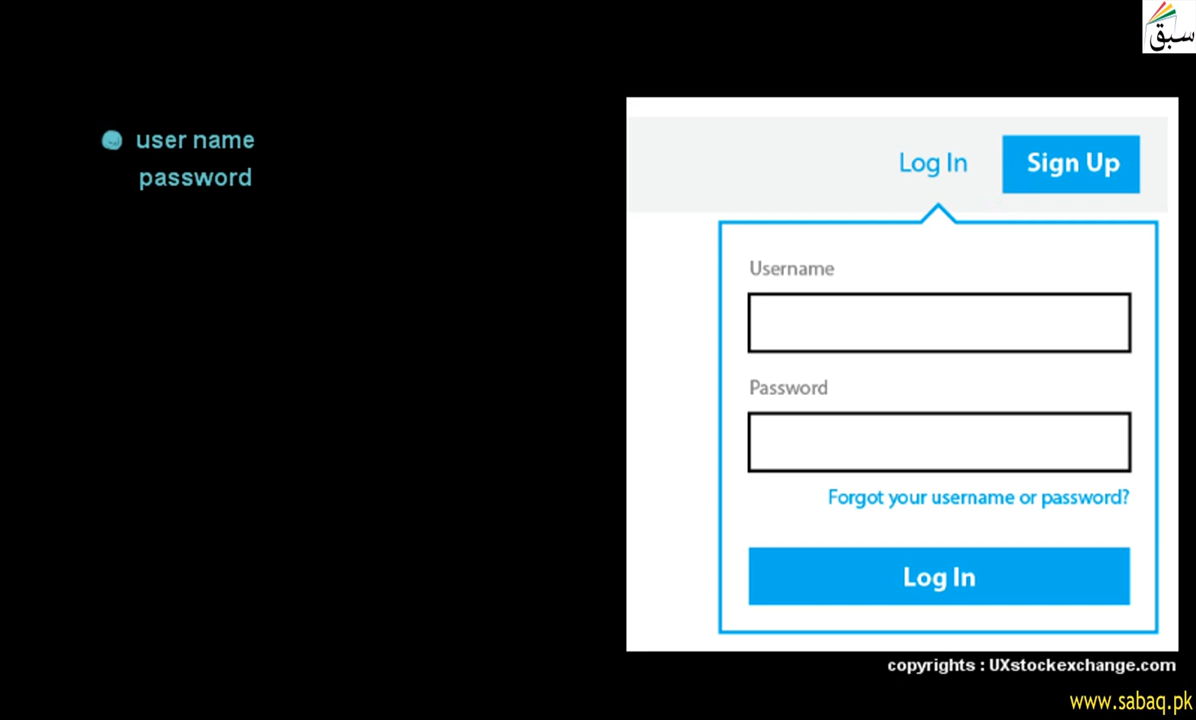 سبق
user name
password
Log In
Sign Up
Username
Password
Forgot your username or password?
Log In
copyrights : UXstockexchange.com
www.sabaq.pk